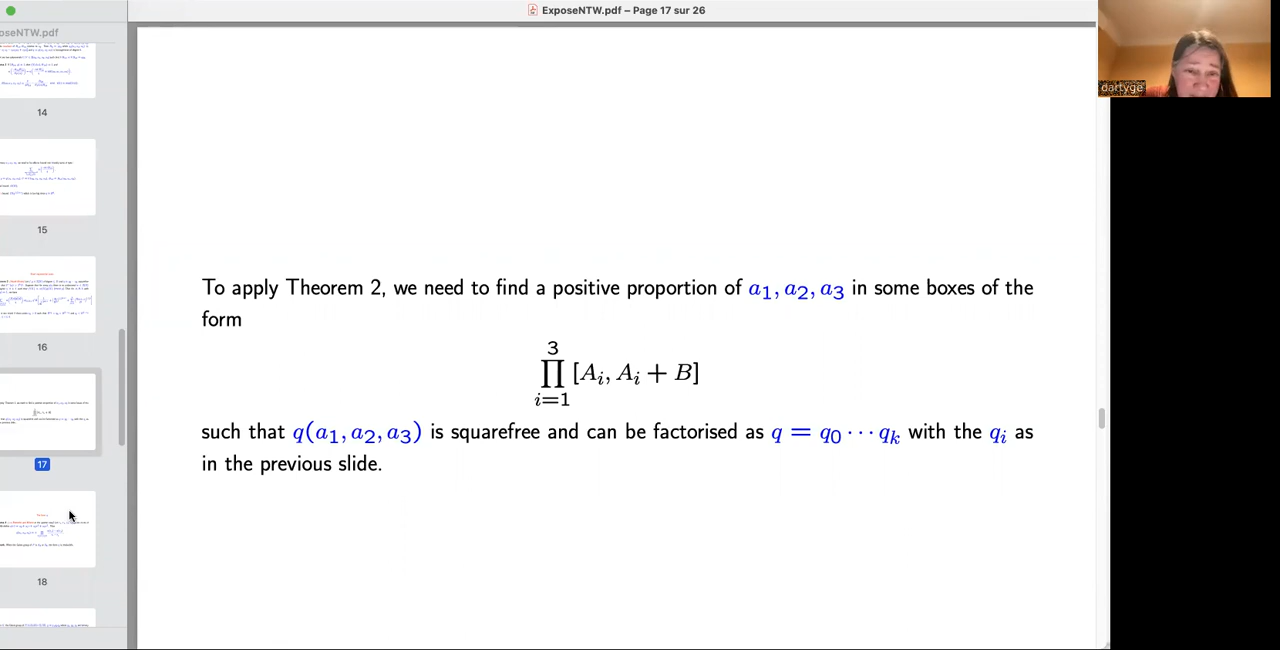 ExposeNTW.pdf – Page 17 sur 26
oseNTW.pdf
14
15
16
17
18
dartyge
To apply Theorem 2, we need to find a positive proportion of a₁, a₂, a₃ in some boxes of the
form
3
∏ [Aᵢ, Aᵢ + B]
i=1
such that q(a₁, a₂, a₃) is squarefree and can be factorised as q = q₀ ⋯ qₖ with the qᵢ as
in the previous slide.